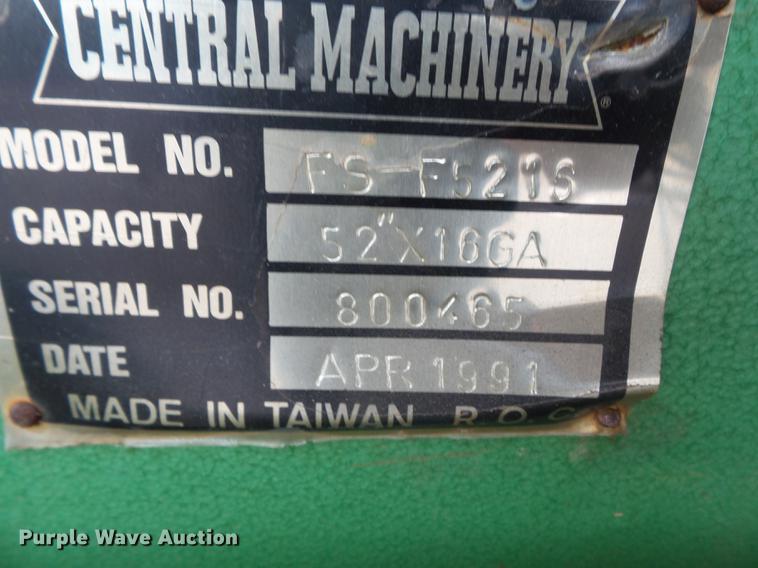 CENTRAL MACHINERY
®
MODEL NO. FS-F5216
CAPACITY 52"X16GA
SERIAL NO. 800465
DATE APR 1991
MADE IN TAIWAN R.O.C.
Purple Wave Auction